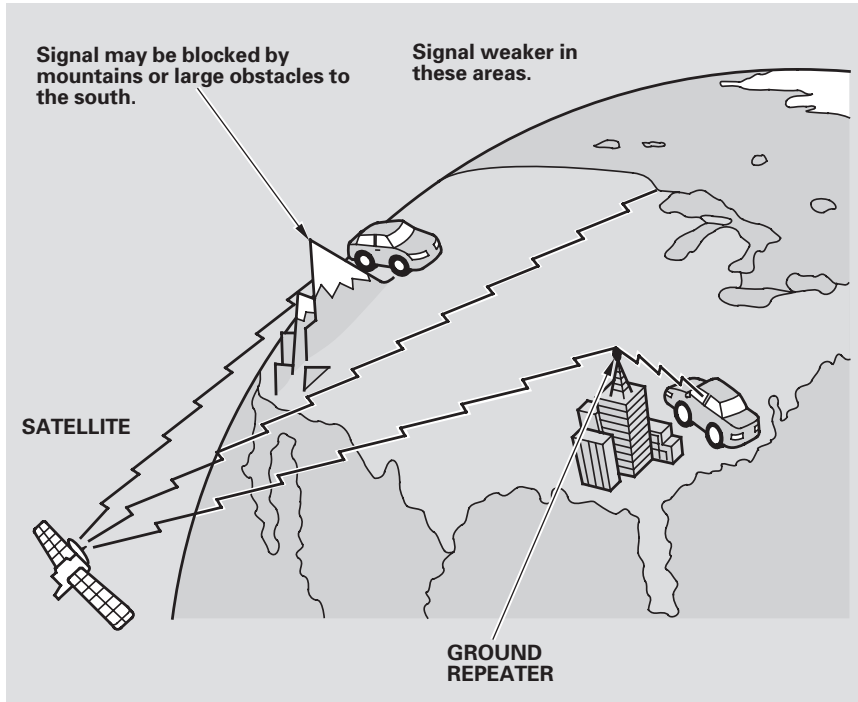 Signal may be blocked by
mountains or large obstacles to
the south.
Signal weaker in
these areas.
SATELLITE
GROUND
REPEATER